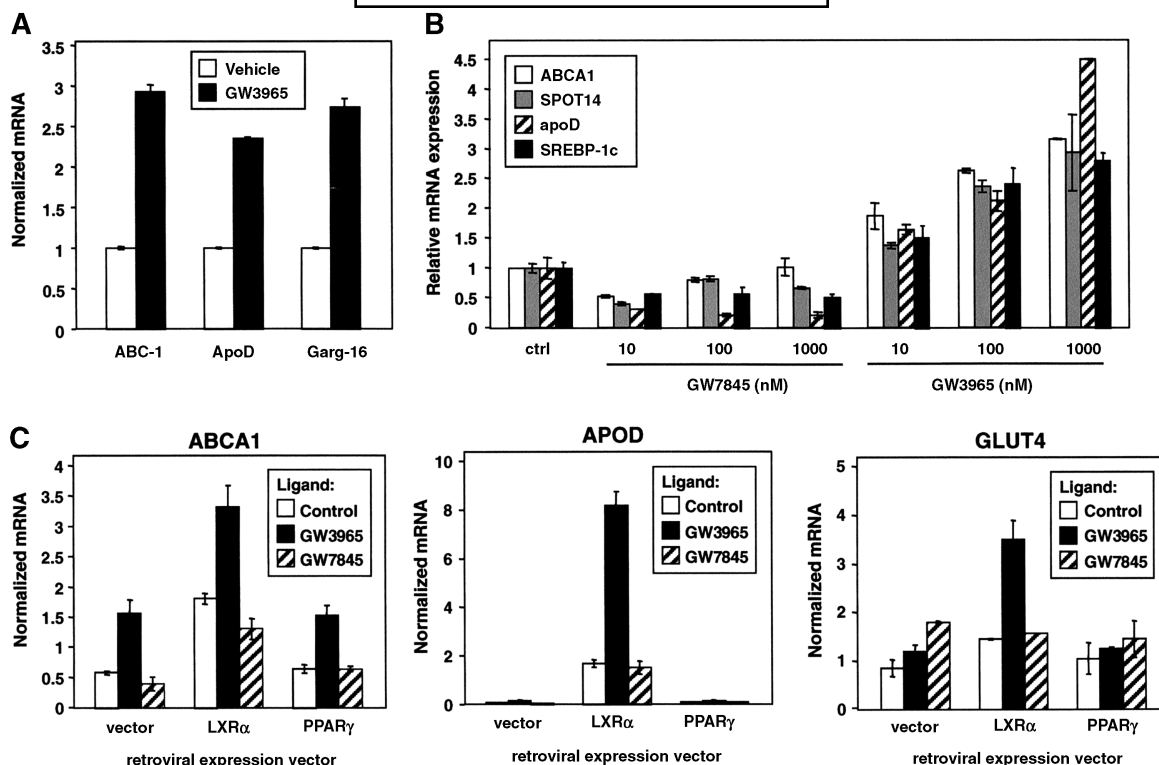 A
Normalized mRNA
3.5
3
2.5
2
1.5
1
0.5
0
Vehicle
GW3965
ABC-1 ApoD Garg-16
B
Relative mRNA expression
4.5
4
3.5
3
2.5
2
1.5
1
0.5
0
ABCA1
SPOT14
apoD
SREBP-1c
ctrl 10 100 1000 10 100 1000
GW7845 (nM) GW3965 (nM)
C
ABCA1
Normalized mRNA
4
3.5
3
2.5
2
1.5
1
0.5
0
Ligand:
Control
GW3965
GW7845
vector LXRα PPARγ
retroviral expression vector
APOD
Normalized mRNA
10
8
6
4
2
0
Ligand:
Control
GW3965
GW7845
vector LXRα PPARγ
retroviral expression vector
GLUT4
Normalized mRNA
5
4
3
2
1
0
Ligand:
Control
GW3965
GW7845
vector LXRα PPARγ
retroviral expression vector